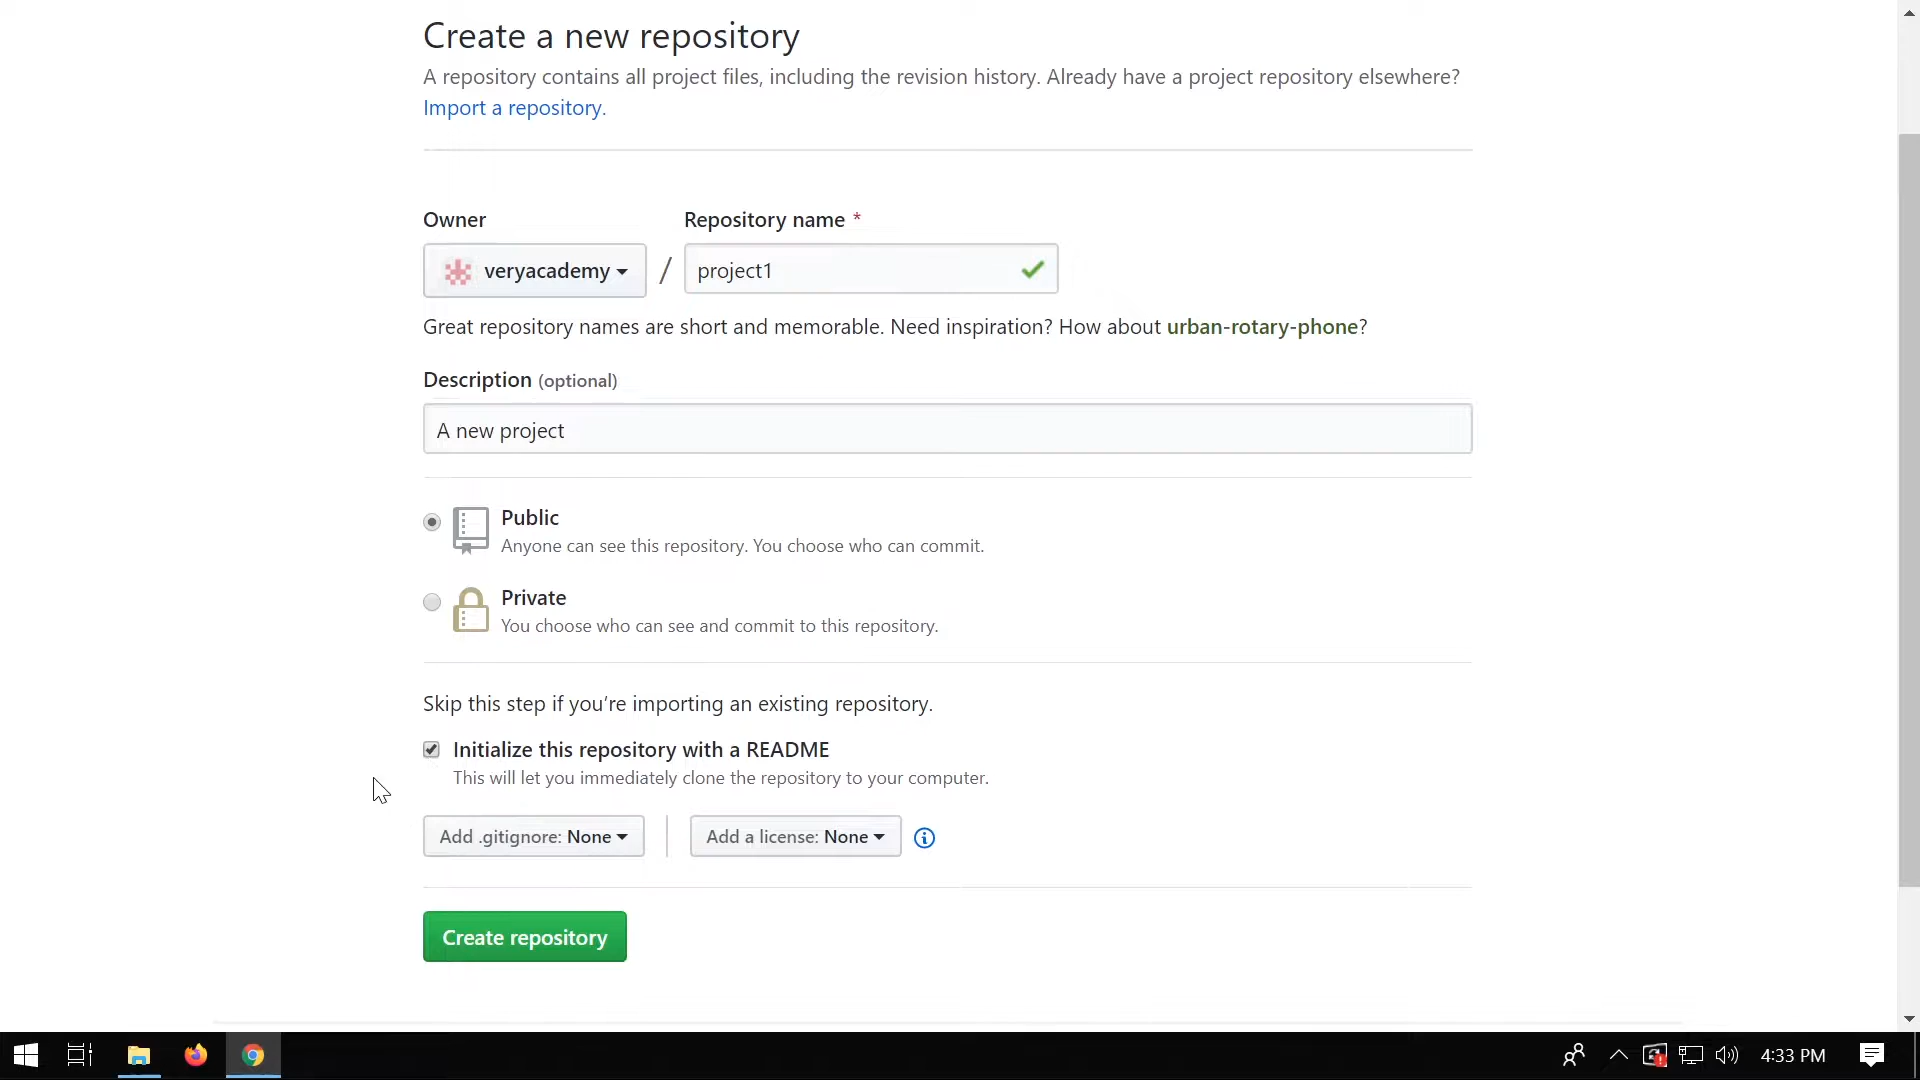 Create a new repository
A repository contains all project files, including the revision history. Already have a project repository elsewhere?
Import a repository.
Owner
Repository name *
veryacademy
/
project1
Great repository names are short and memorable. Need inspiration? How about urban-rotary-phone?
Description (optional)
A new project
Public
Anyone can see this repository. You choose who can commit.
Private
You choose who can see and commit to this repository.
Skip this step if you’re importing an existing repository.
Initialize this repository with a README
This will let you immediately clone the repository to your computer.
Add .gitignore: None
Add a license: None
Create repository
4:33 PM